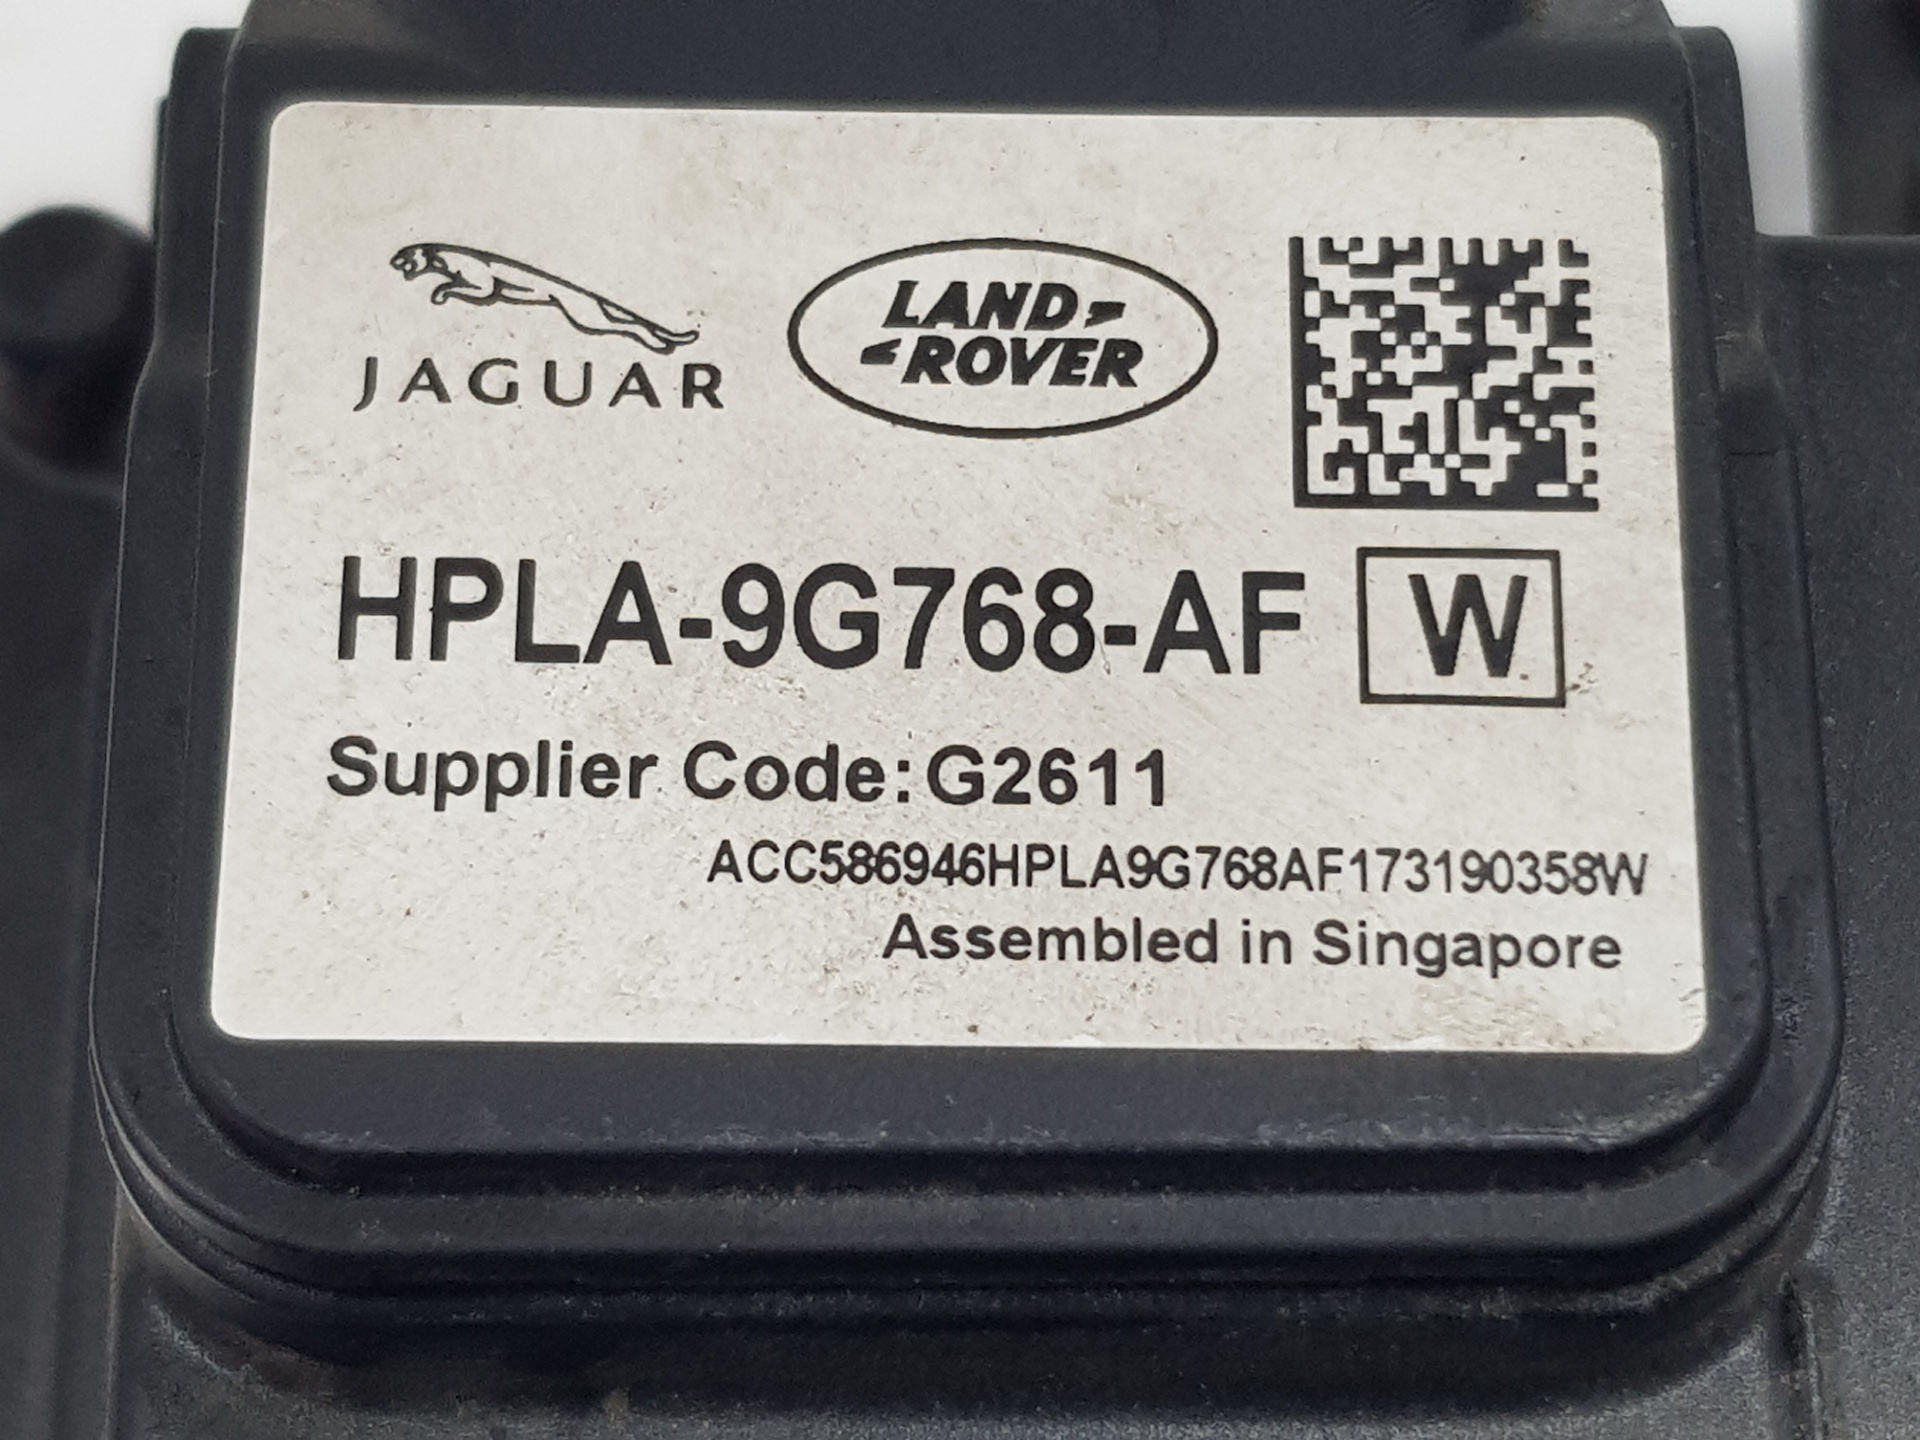 JAGUAR
LAND
ROVER
HPLA-9G768-AF W
Supplier Code: G2611
ACC586946HPLA9G768AF173190358W
Assembled in Singapore